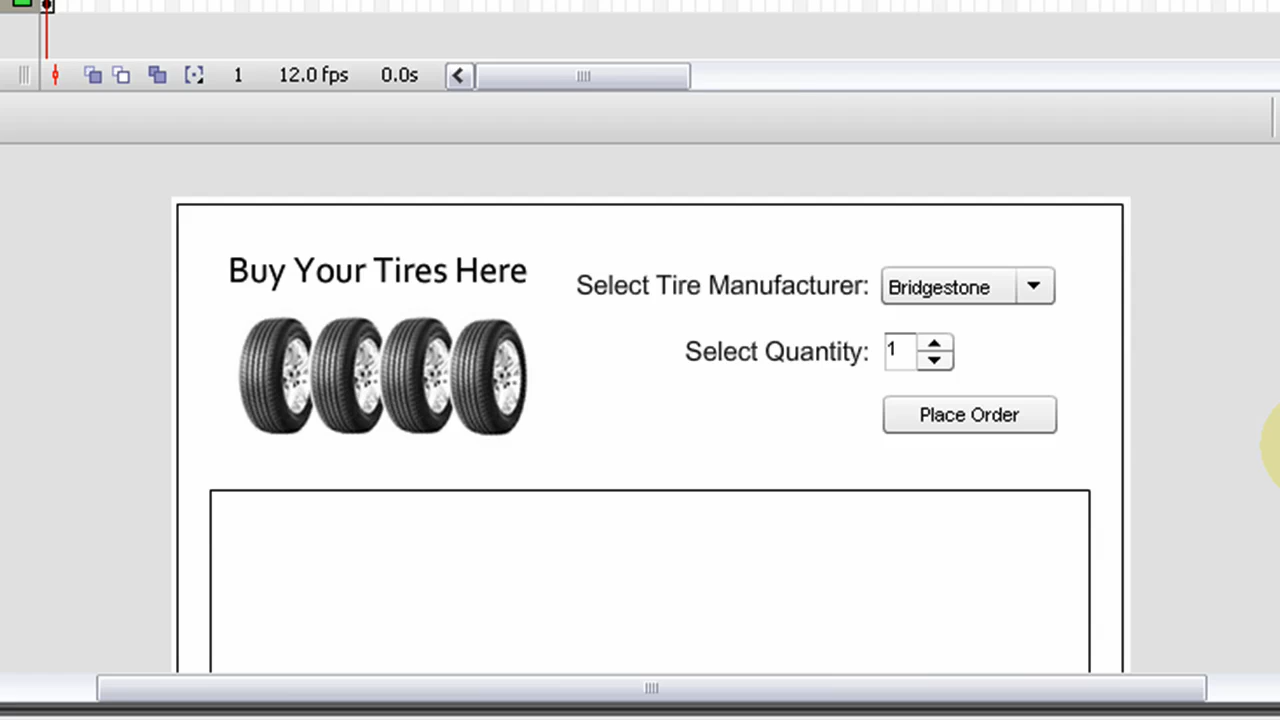 1 12.0 fps 0.0s
Buy Your Tires Here
Select Tire Manufacturer: Bridgestone
Select Quantity: 1
Place Order